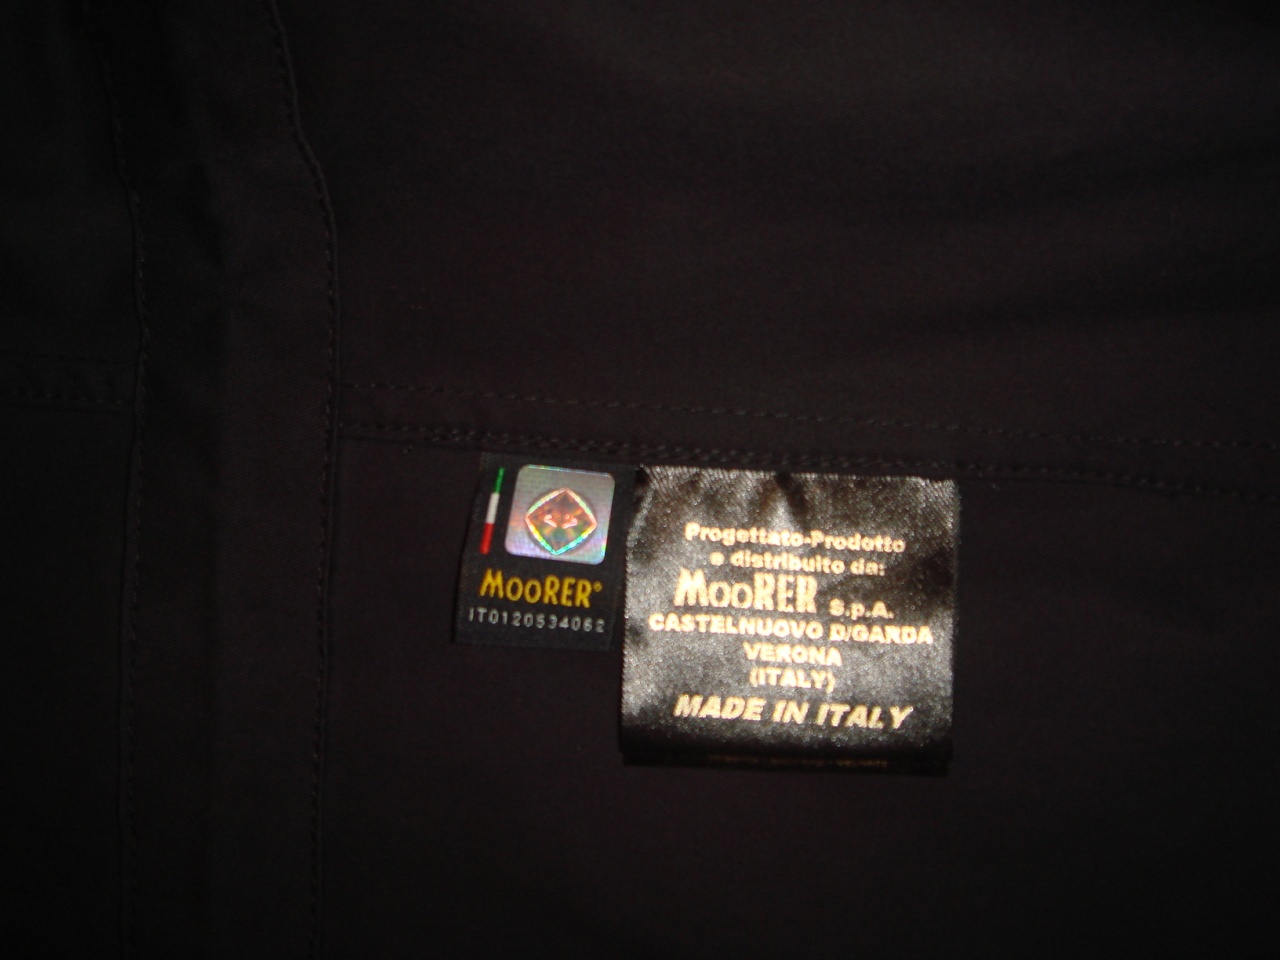 MooRER®
IT0120534062
Progettato-Prodotto
e distribuito da:
MooRER S.p.A.
CASTELNUOVO D/GARDA
VERONA
(ITALY)
MADE IN ITALY